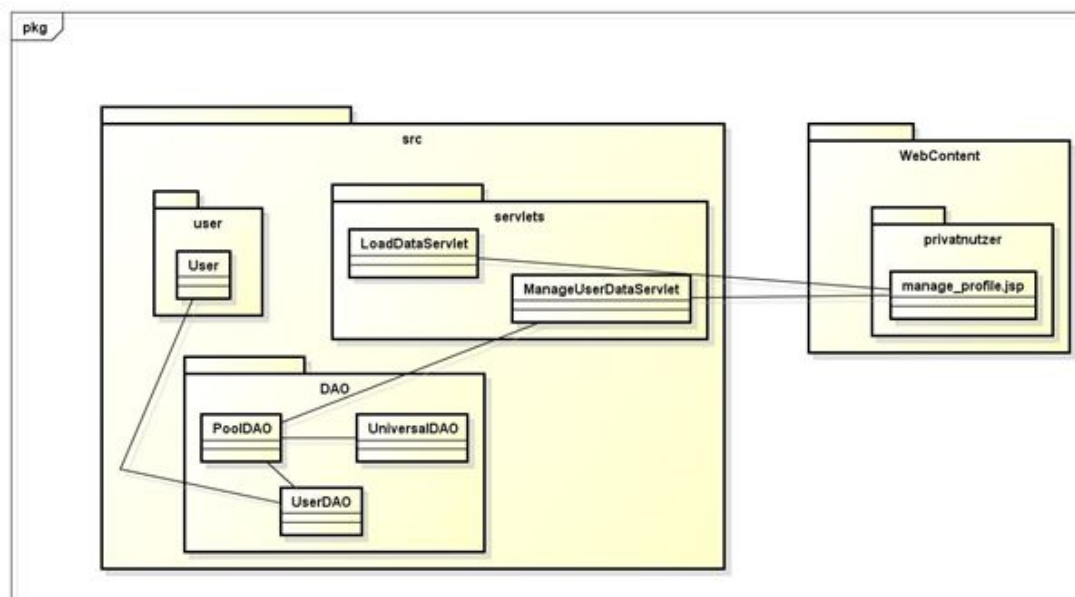 pkg
src
WebContent
user
servlets
privatnutzer
LoadDataServlet
User
ManageUserDataServlet
manage_profile.jsp
DAO
PoolDAO
UniversalDAO
UserDAO